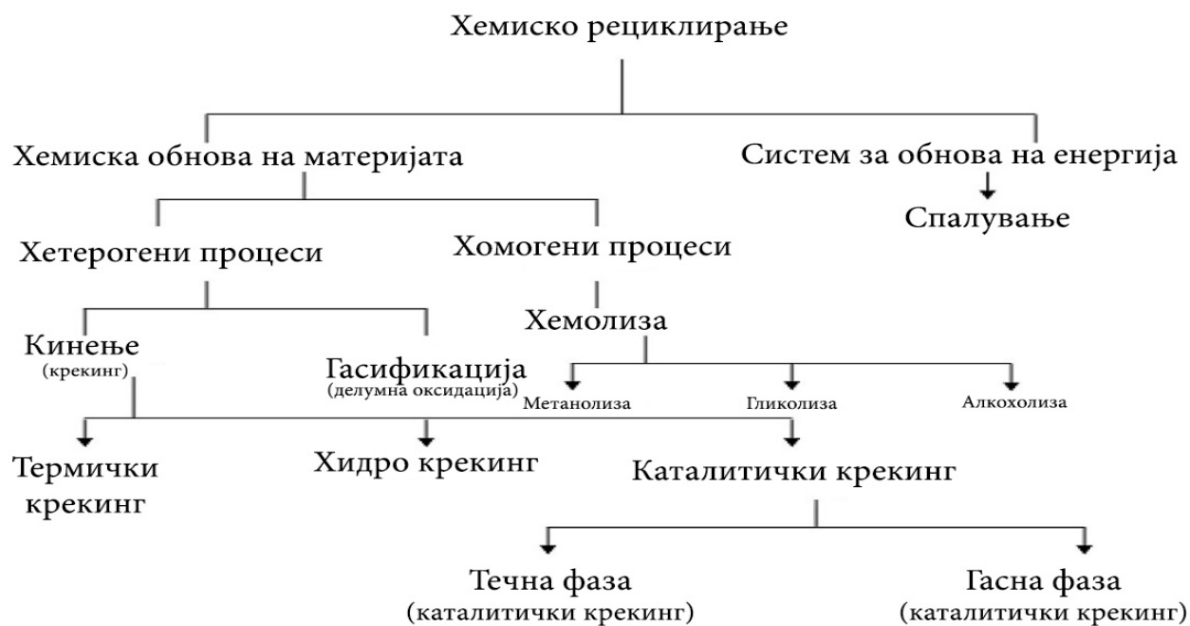 Хемиско рециклирање
Хемиска обнова на материјата
Систем за обнова на енергија
Спалување
Хетерогени процеси
Хомогени процеси
Хемолиза
Кинење
(крекинг)
Гасификација
(делумна оксидација)
Метанолиза
Гликолиза
Алкохолиза
Термички
крекинг
Хидро крекинг
Каталитички крекинг
Течна фаза
(каталитички крекинг)
Гасна фаза
(каталитички крекинг)